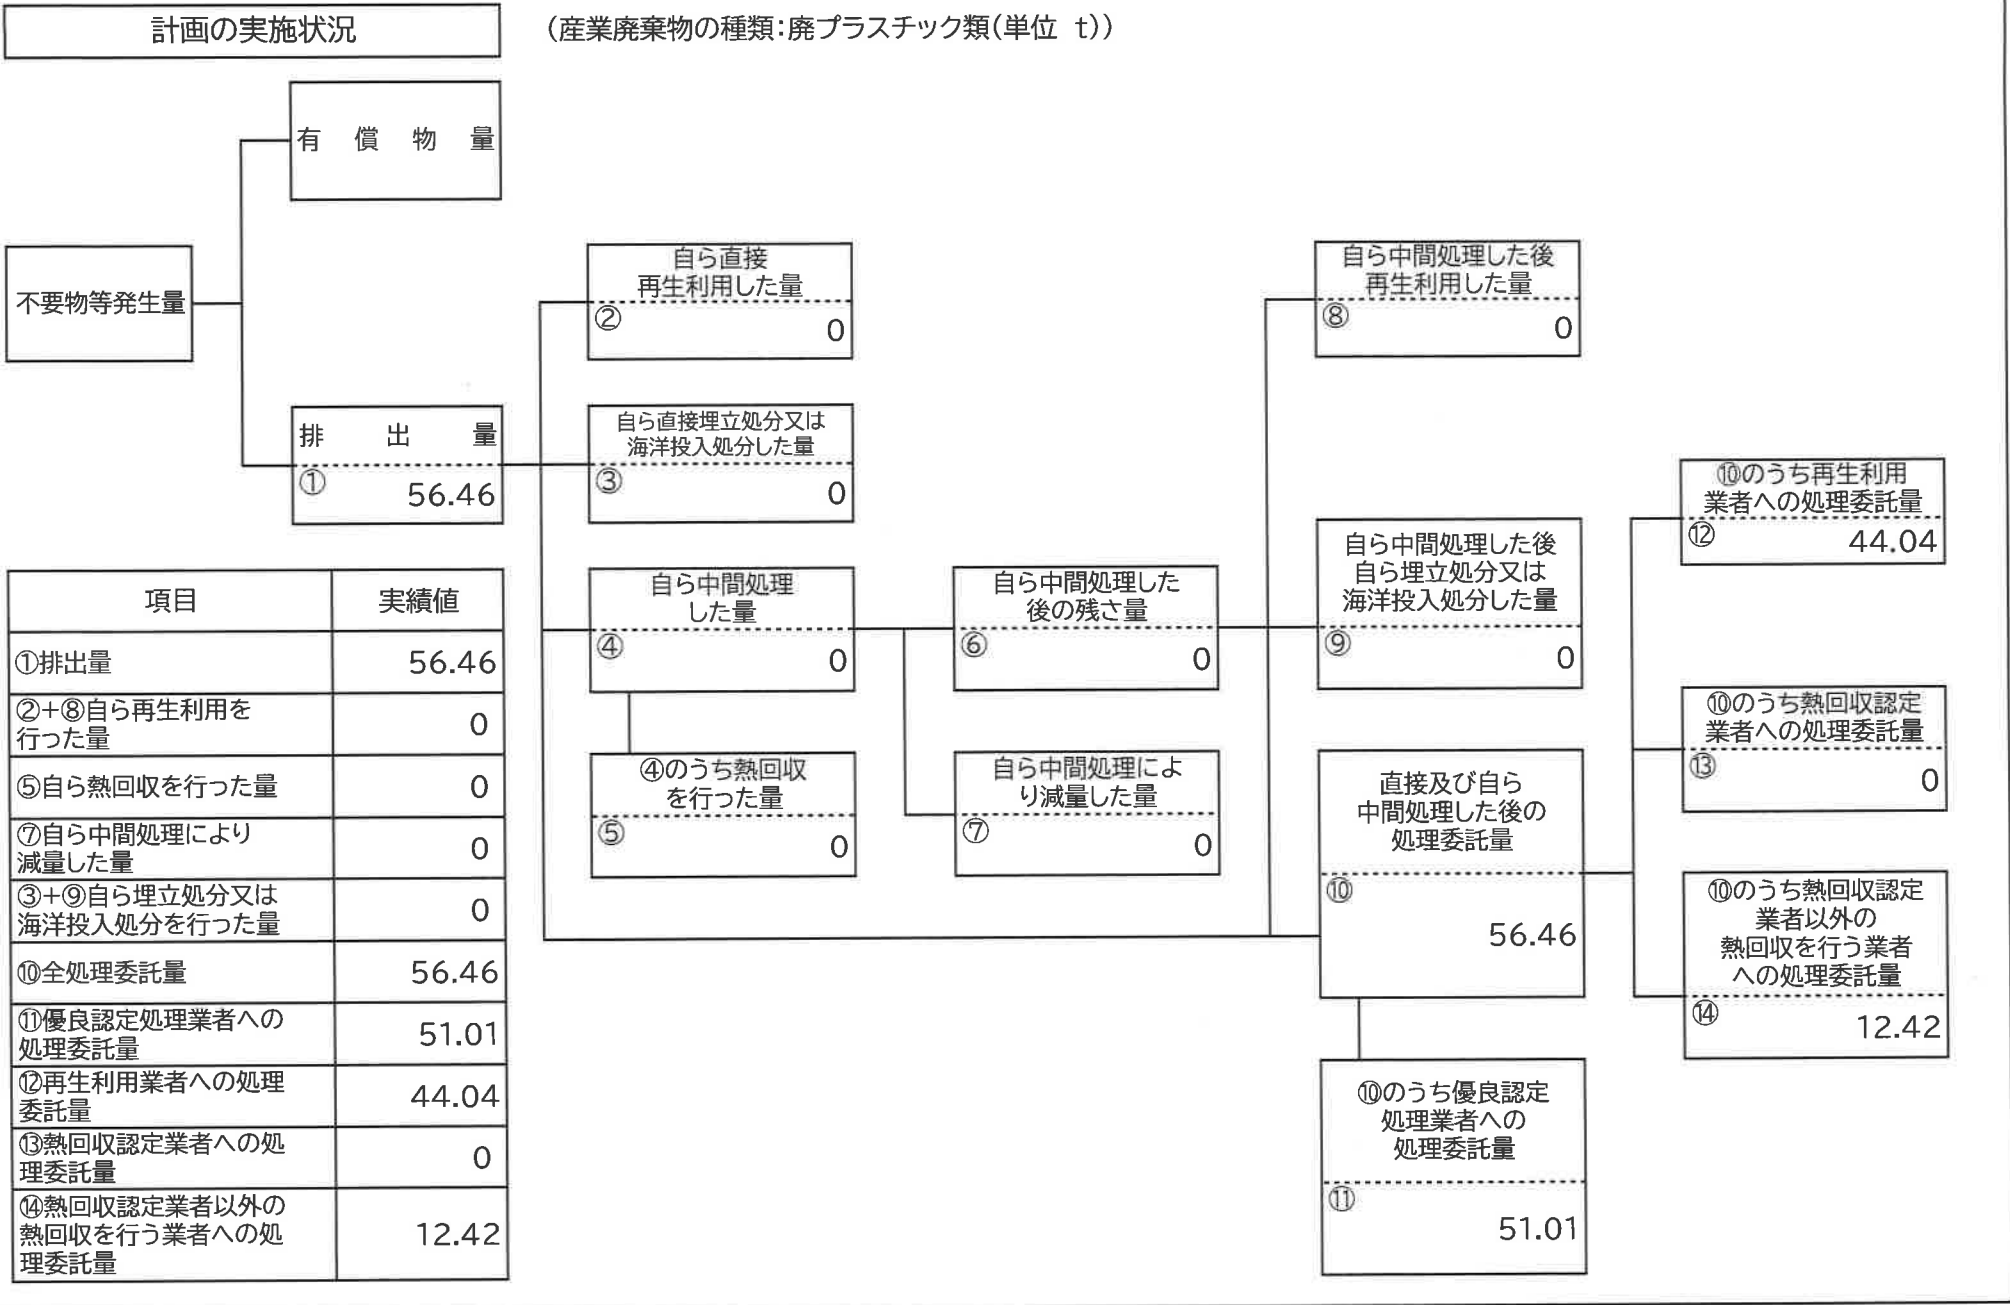 計画の実施状況
（産業廃棄物の種類：廃プラスチック類（単位 t））
有 償 物 量
不要物等発生量
排 出 量
① 56.46
自ら直接
再生利用した量
② 0
自ら直接埋立処分又は
海洋投入処分した量
③ 0
自ら中間処理
した量
④ 0
④のうち熱回収
を行った量
⑤ 0
自ら中間処理した
後の残さ量
⑥ 0
自ら中間処理によ
り減量した量
⑦ 0
自ら中間処理した後
再生利用した量
⑧ 0
自ら中間処理した後
自ら埋立処分又は
海洋投入処分した量
⑨ 0
直接及び自ら
中間処理した後の
処理委託量
⑩
56.46
⑩のうち優良認定
処理業者への
処理委託量
⑪
51.01
⑩のうち再生利用
業者への処理委託量
⑫ 44.04
⑩のうち熱回収認定
業者への処理委託量
⑬ 0
⑩のうち熱回収認定
業者以外の
熱回収を行う業者
への処理委託量
⑭ 12.42
項目 実績値
①排出量 56.46
②＋⑧自ら再生利用を
行った量 0
⑤自ら熱回収を行った量 0
⑦自ら中間処理により
減量した量 0
③＋⑨自ら埋立処分又は
海洋投入処分を行った量 0
⑩全処理委託量 56.46
⑪優良認定処理業者への
処理委託量 51.01
⑫再生利用業者への処理
委託量 44.04
⑬熱回収認定業者への処
理委託量 0
⑭熱回収認定業者以外の
熱回収を行う業者への処
理委託量 12.42